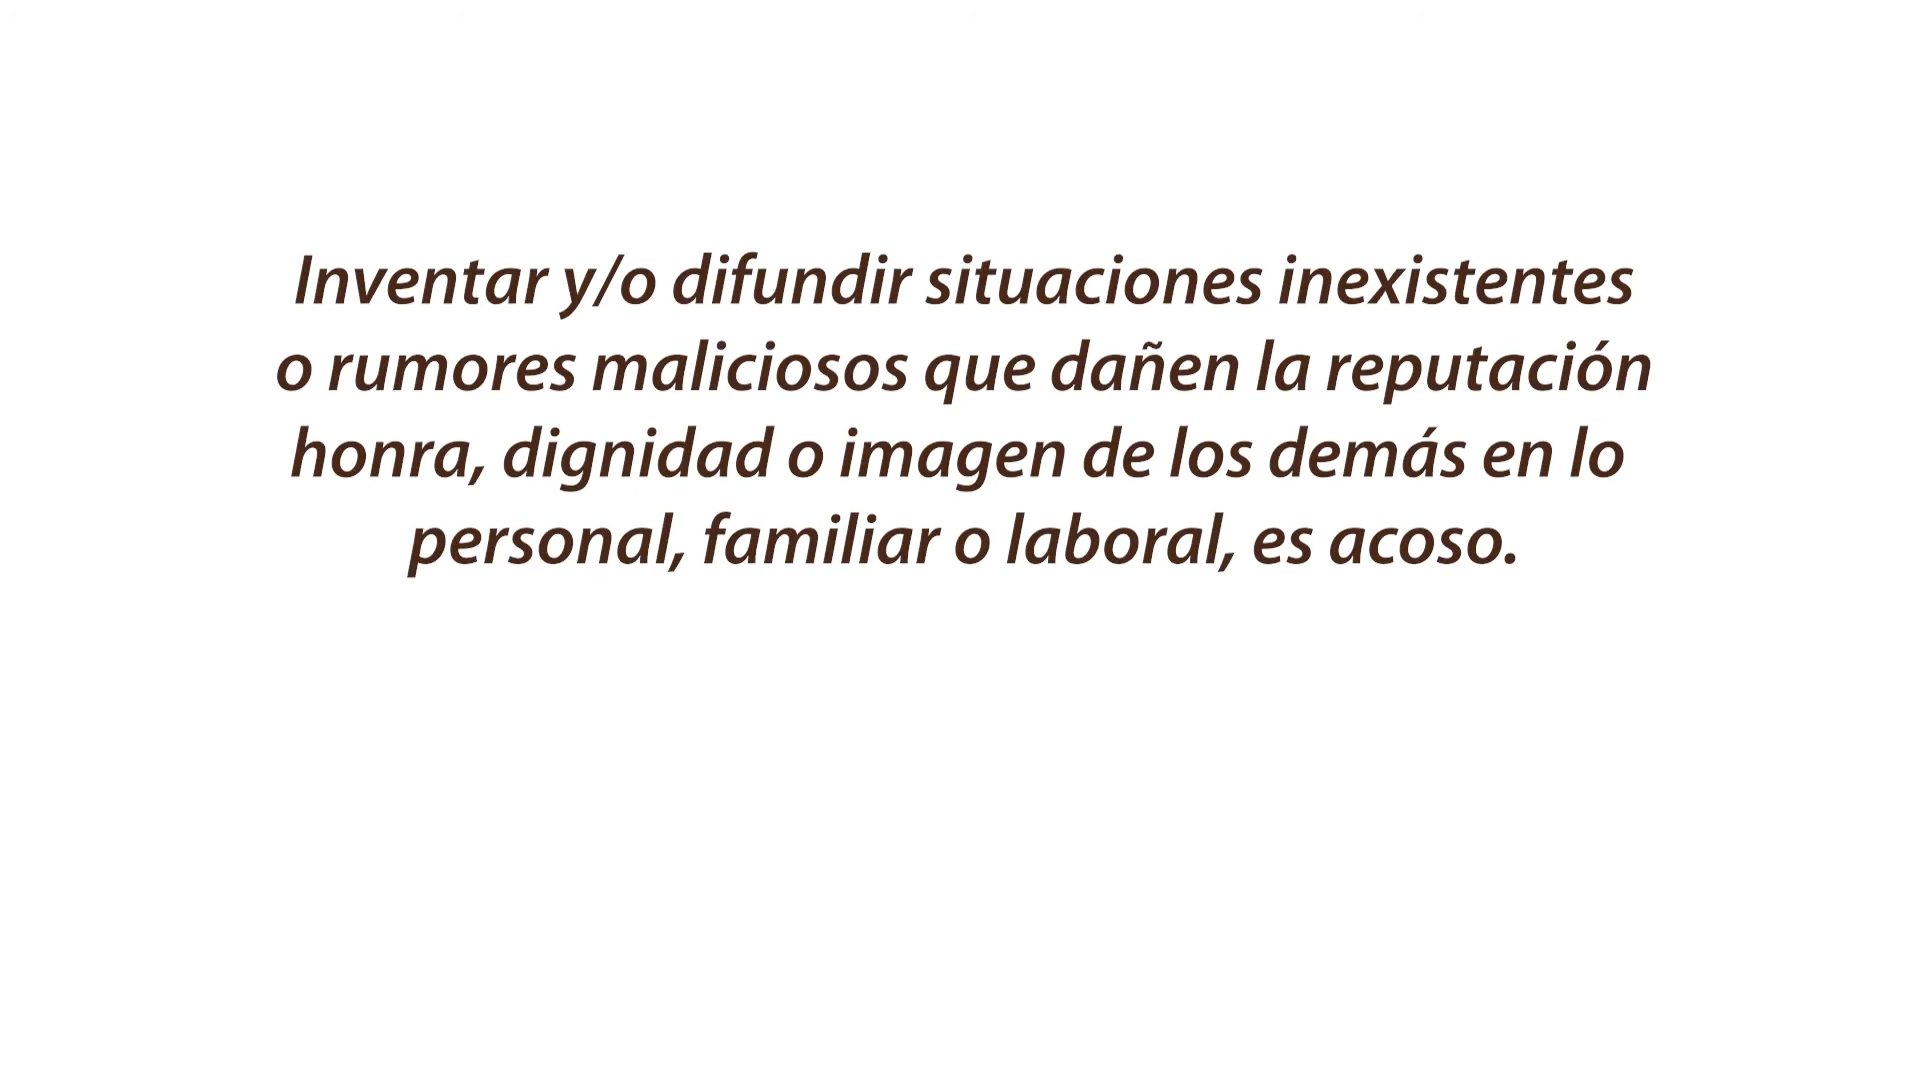 Inventar y/o difundir situaciones inexistentes
o rumores maliciosos que dañen la reputación
honra, dignidad o imagen de los demás en lo
personal, familiar o laboral, es acoso.